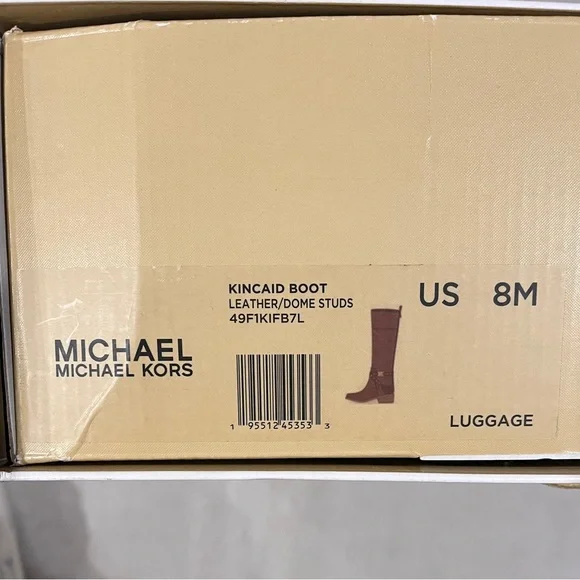 KINCAID BOOT
LEATHER/DOME STUDS
49F1KIFB7L
US 8M
MICHAEL
MICHAEL KORS
1 95512 45353 3
LUGGAGE